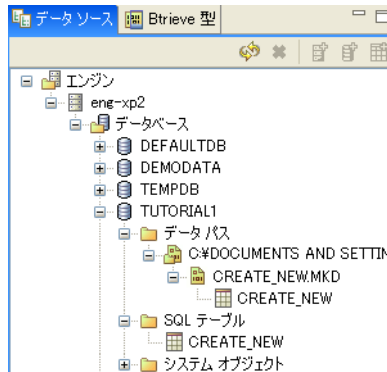 データソース Btrieve 型
エンジン
eng-xp2
データベース
DEFAULTDB
DEMODATA
TEMPDB
TUTORIAL1
データ パス
C:¥DOCUMENTS AND SETTIN
CREATE_NEW.MKD
CREATE_NEW
SQL テーブル
CREATE_NEW
システム オブジェクト